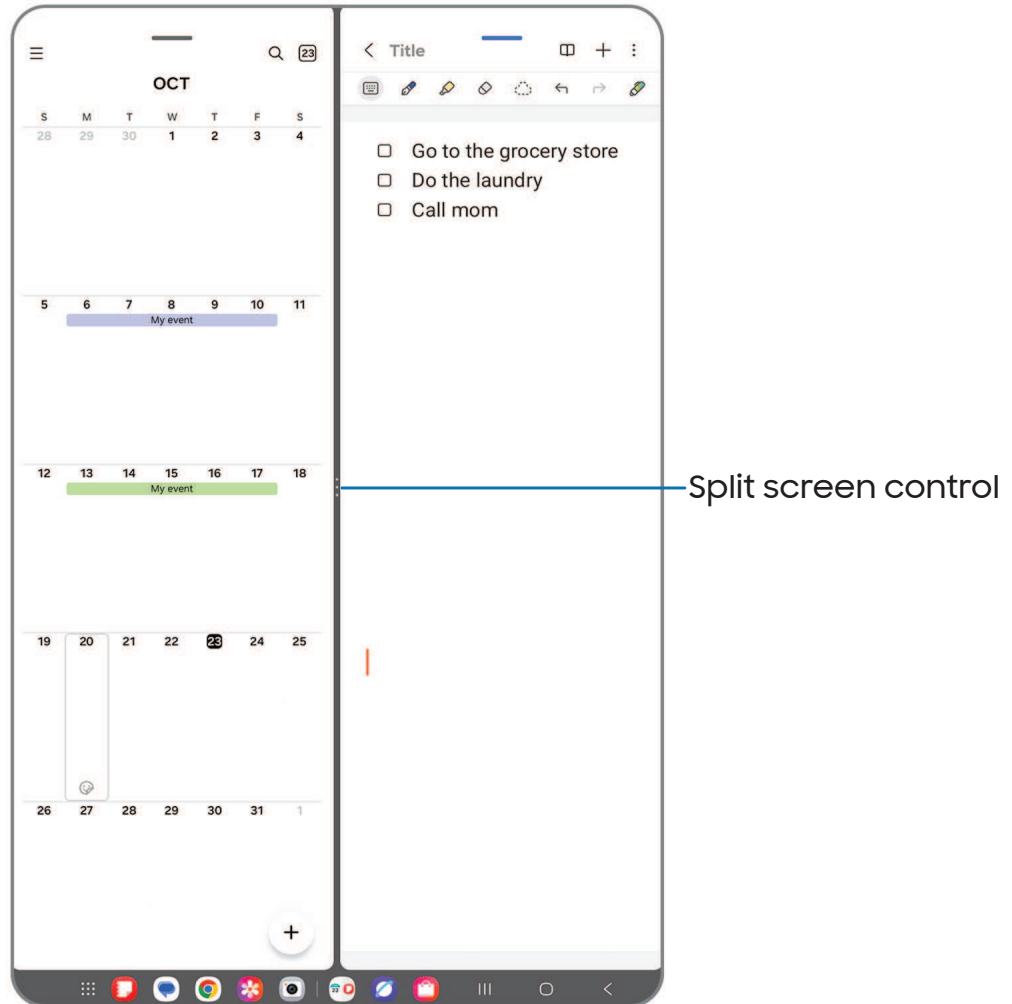 23
OCT
S M T W T F S
28 29 30 1 2 3 4
5 6 7 8 9 10 11
My event
12 13 14 15 16 17 18
My event
19 20 21 22 23 24 25
26 27 28 29 30 31 1
Title
Go to the grocery store
Do the laundry
Call mom
Split screen control